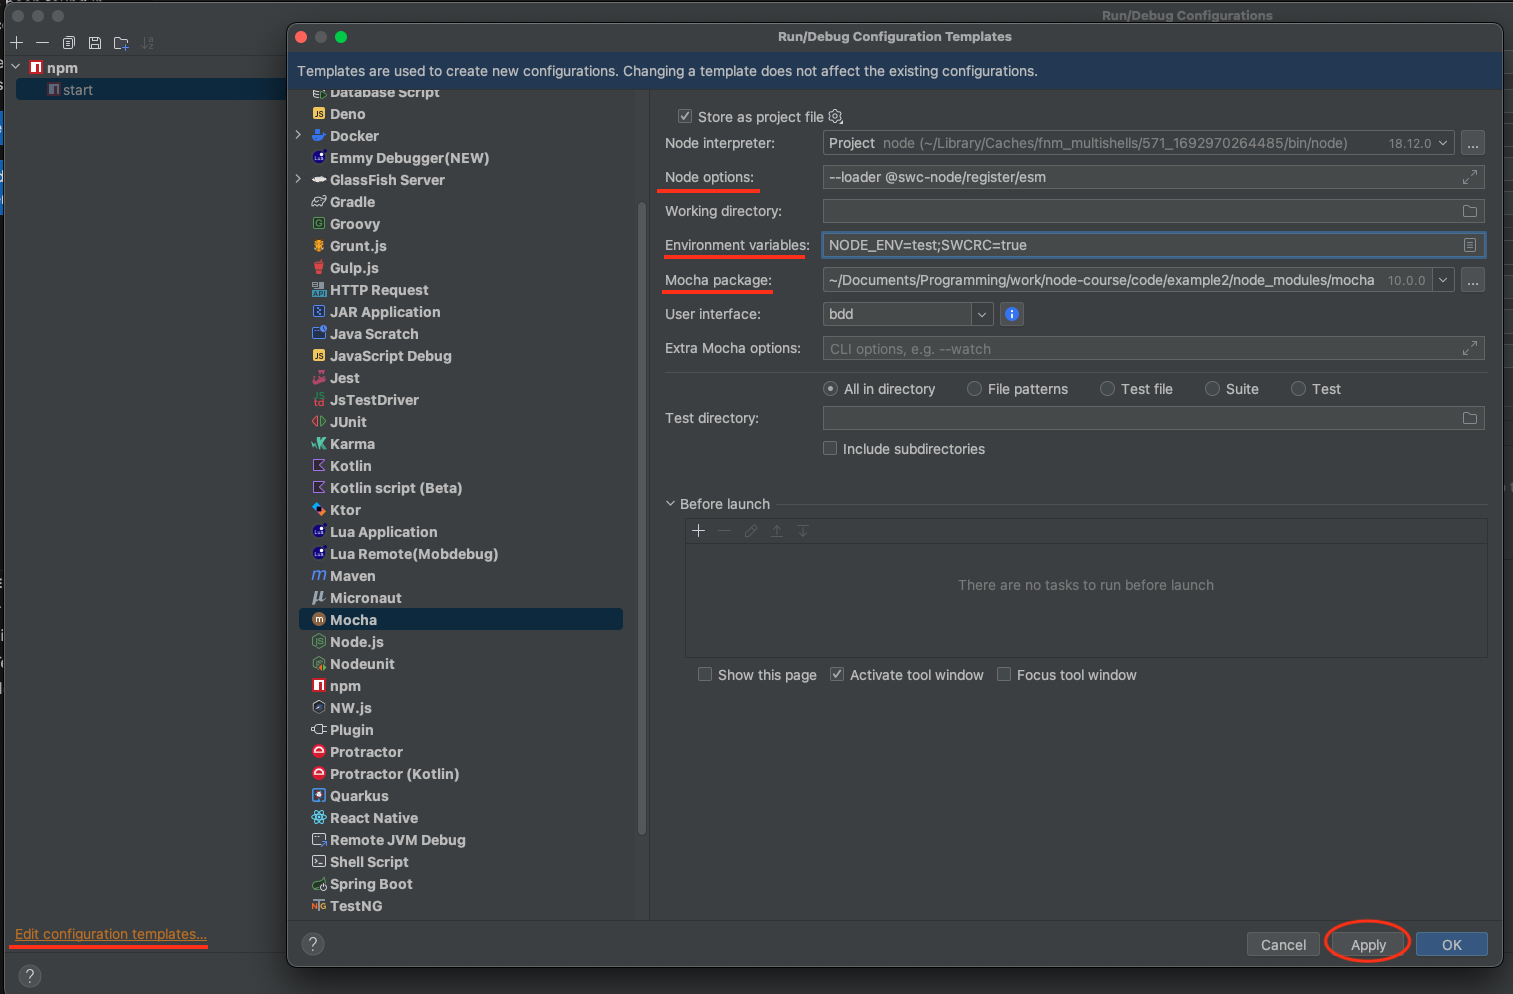 Run/Debug Configurations
npm
start
Edit configuration templates...
?
Run/Debug Configuration Templates
Templates are used to create new configurations. Changing a template does not affect the existing configurations.
Database Script
Deno
Docker
Emmy Debugger(NEW)
GlassFish Server
Gradle
Groovy
Grunt.js
Gulp.js
HTTP Request
JAR Application
Java Scratch
JavaScript Debug
Jest
JsTestDriver
JUnit
Karma
Kotlin
Kotlin script (Beta)
Ktor
Lua Application
Lua Remote(Mobdebug)
Maven
Micronaut
Mocha
Node.js
Nodeunit
npm
NW.js
Plugin
Protractor
Protractor (Kotlin)
Quarkus
React Native
Remote JVM Debug
Shell Script
Spring Boot
TestNG
Store as project file
Node interpreter: Project node (~/Library/Caches/fnm_multishells/571_1692970264485/bin/node) 18.12.0 ...
Node options: --loader @swc-node/register/esm
Working directory:
Environment variables: NODE_ENV=test;SWCRC=true
Mocha package: ~/Documents/Programming/work/node-course/code/example2/node_modules/mocha 10.0.0 ...
User interface: bdd
Extra Mocha options: CLI options, e.g. --watch
All in directory File patterns Test file Suite Test
Test directory:
Include subdirectories
Before launch
There are no tasks to run before launch
Show this page Activate tool window Focus tool window
? Cancel Apply OK